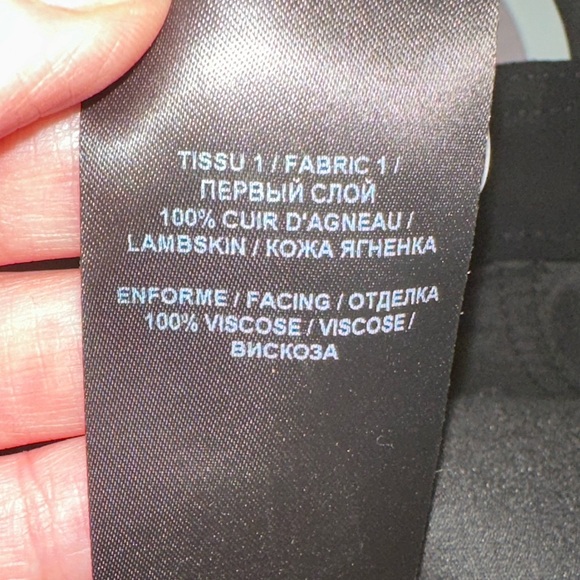 TISSU 1 / FABRIC 1 /
ПЕРВЫЙ СЛОЙ
100% CUIR D'AGNEAU /
LAMBSKIN / КОЖА ЯГНЕНКА
ENFORME / FACING / ОТДЕЛКА
100% VISCOSE / VISCOSE /
ВИСКОЗА